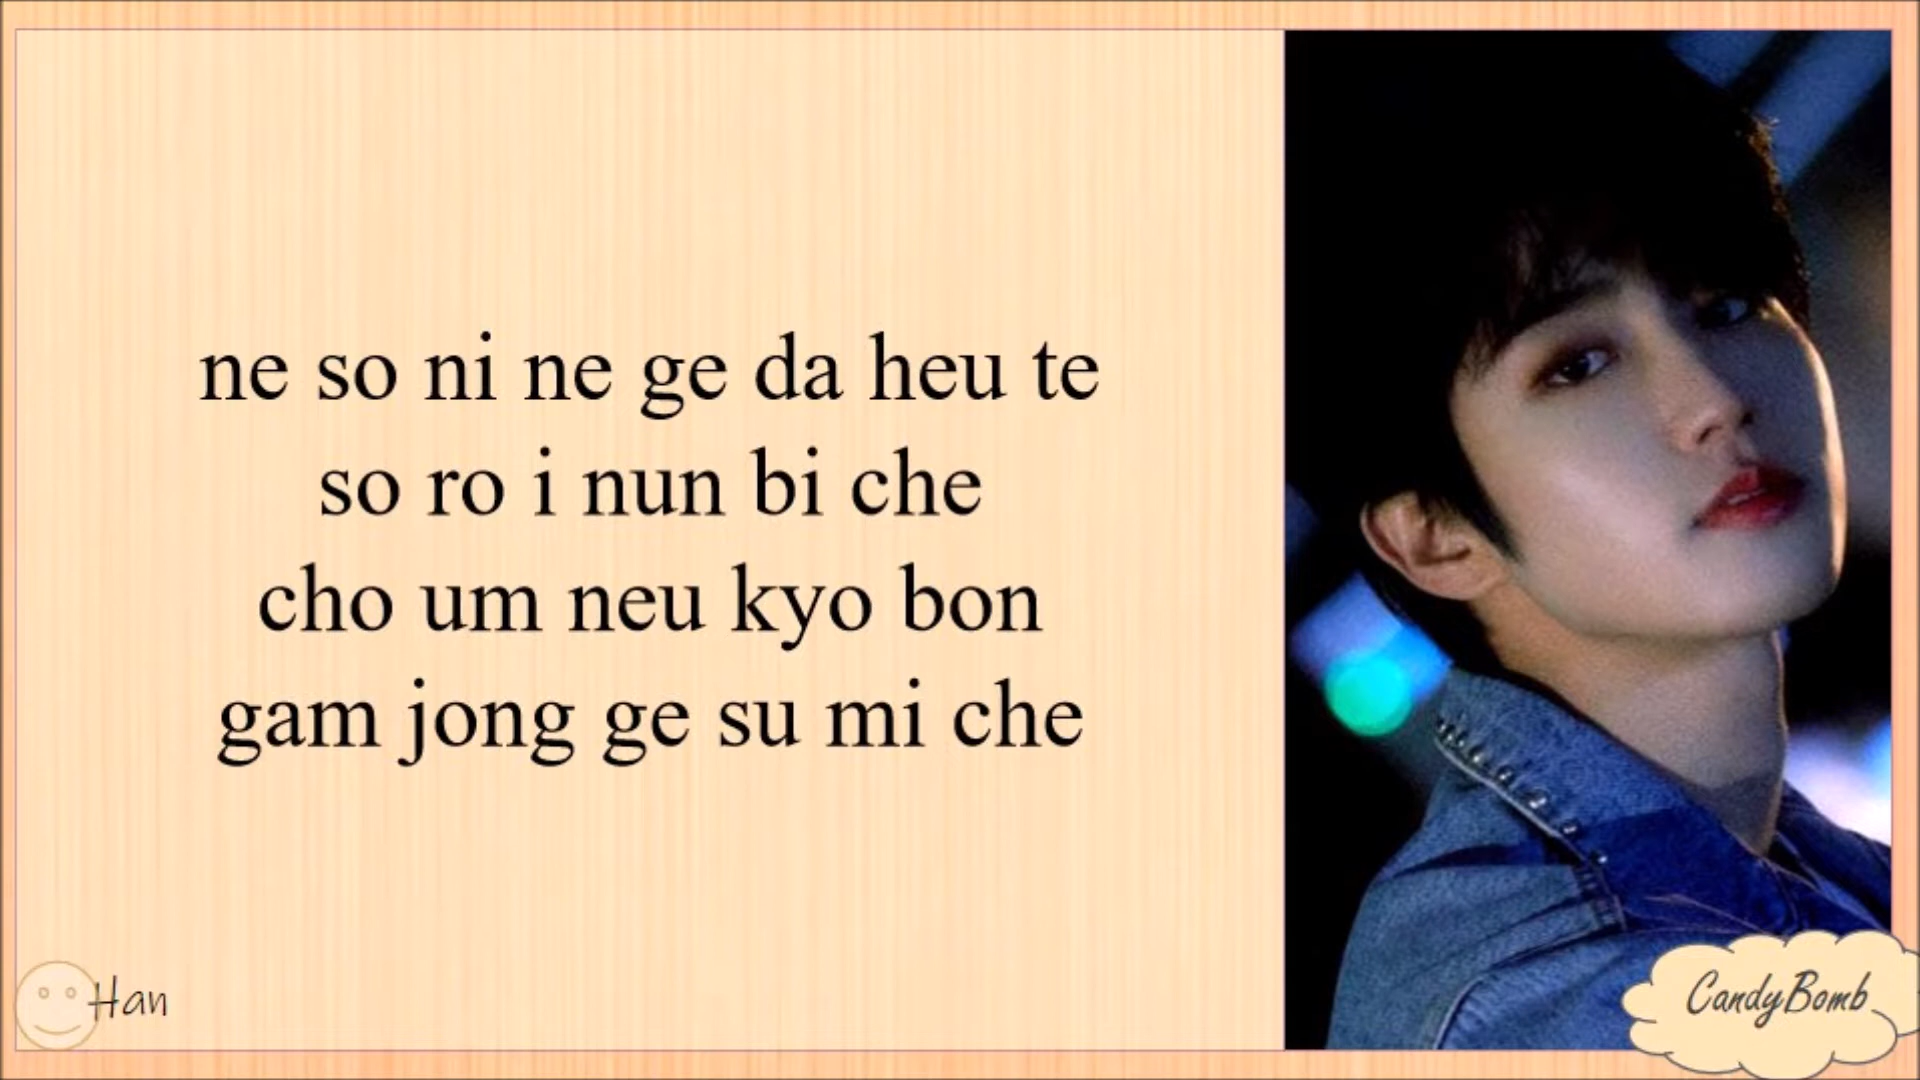 ne so ni ne ge da heu te
so ro i nun bi che
cho um neu kyo bon
gam jong ge su mi che
Han
CandyBomb